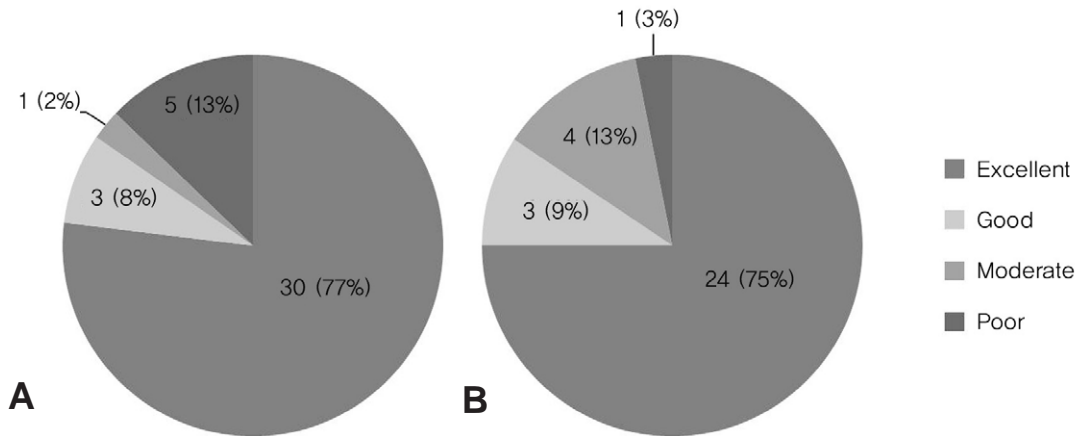 1 (3%)
1 (2%)
5 (13%)
4 (13%)
3 (8%)
3 (9%)
30 (77%)
24 (75%)
Excellent
Good
Moderate
Poor
A
B